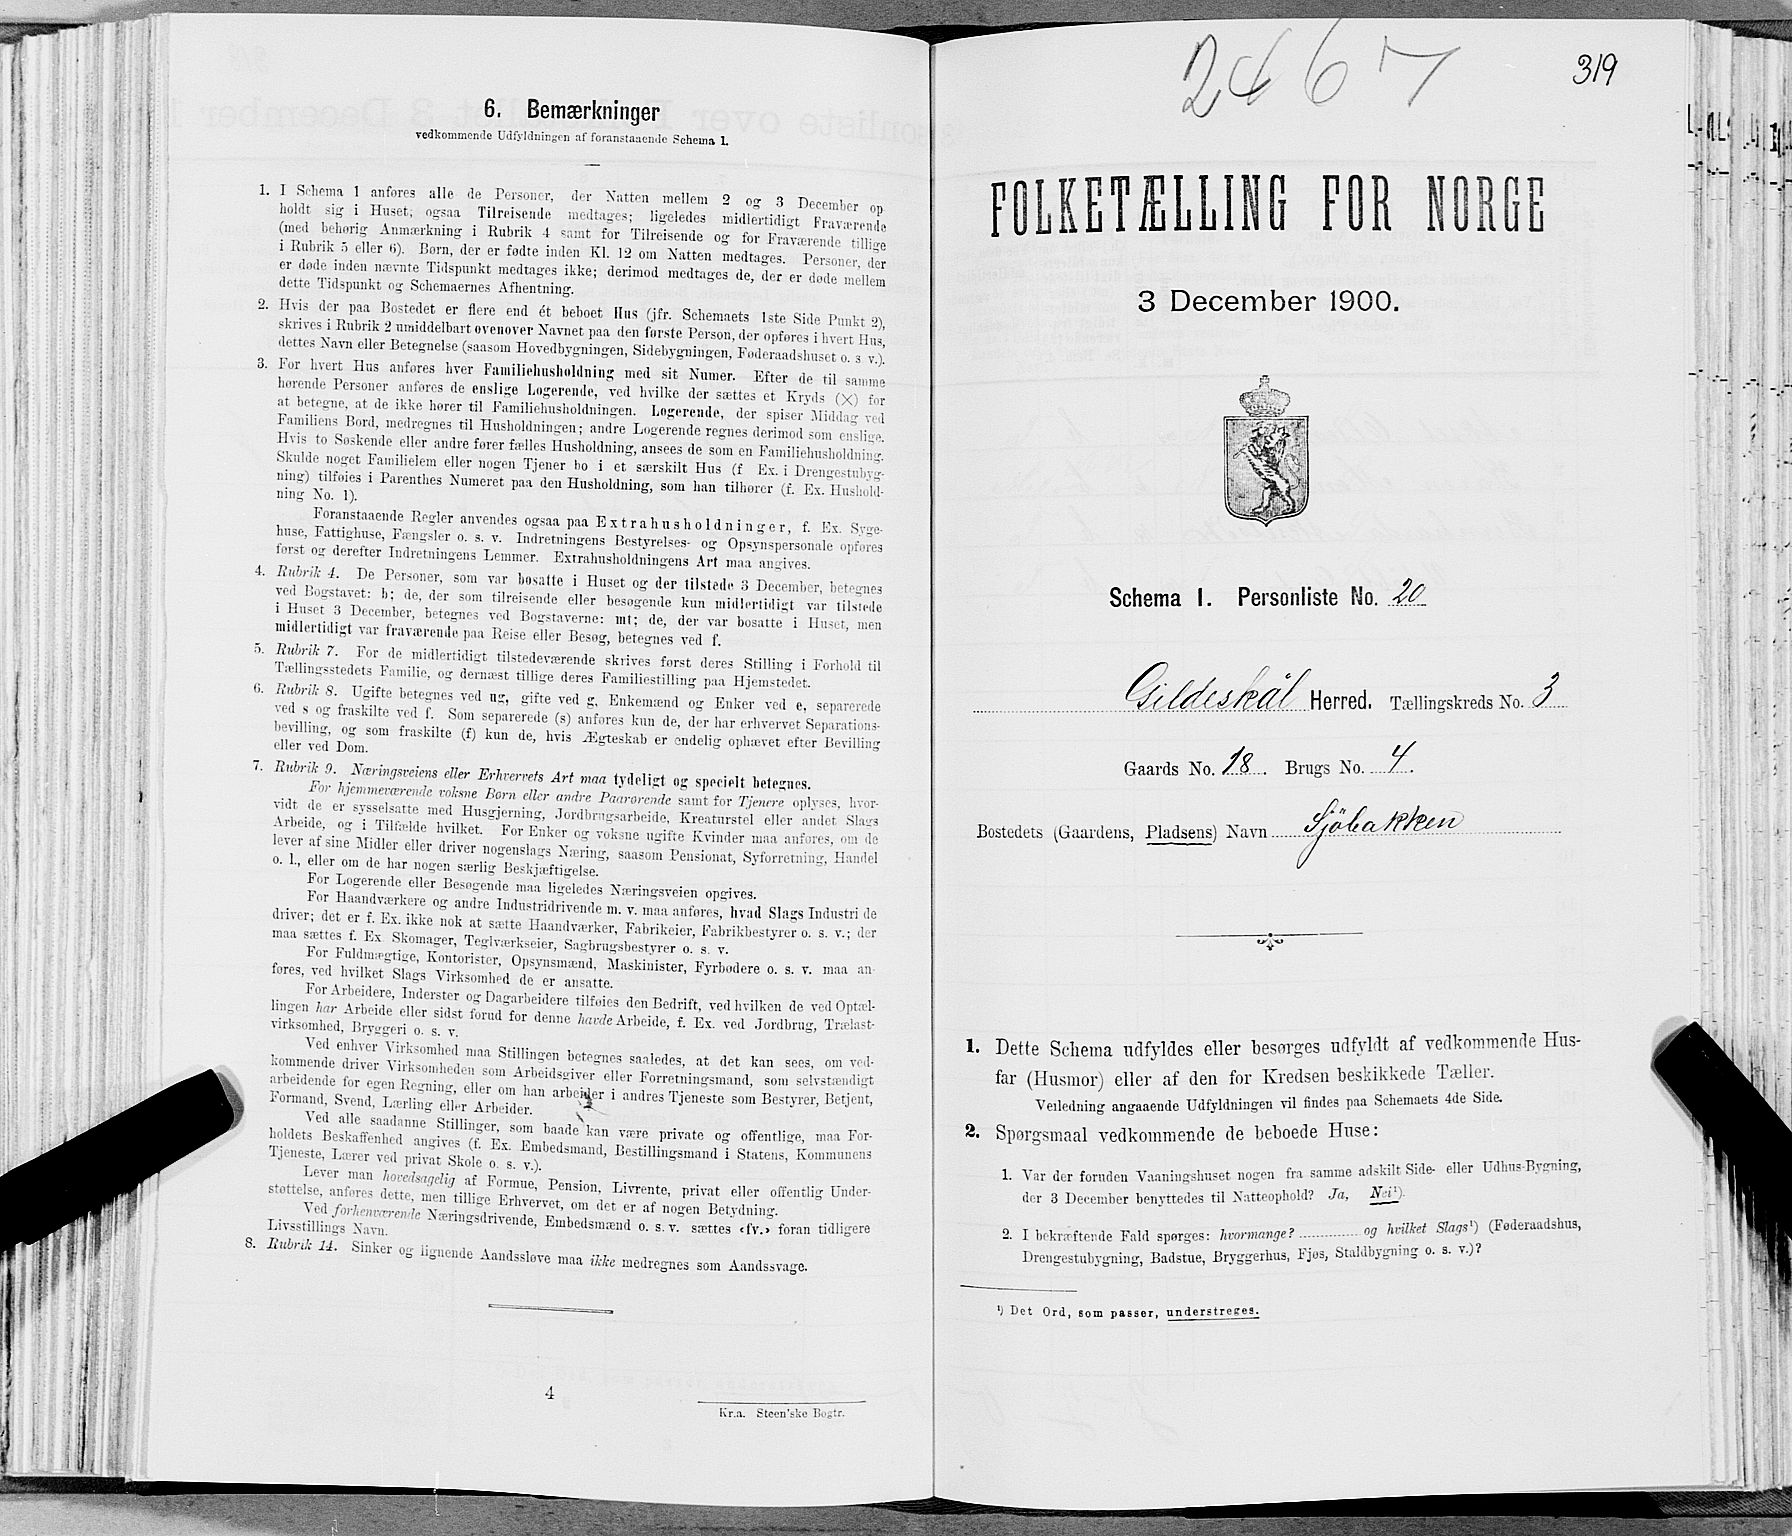 6. Bemærkninger
vedkommende Udfyldningen af foranstaaende Schema 1.
1. I Schema 1 anføres alle de Personer, der Natten mellem 2 og 3 December op
holdt sig i Huset; ogsaa Tilreisende medtages; ligeledes midlertidigt Fraværende
(med behørig Anmærkning i Rubrik 4 samt for Tilreisende og for Fraværende tillige
i Rubrik 5 eller 6). Børn, der er fødte inden Kl. 12 om Natten medtages. Personer, der
er døde inden nævnte Tidspunkt medtages ikke; derimod medtages de, der er døde mellem
dette Tidspunkt og Schemaernes Afhentning.
2. Hvis der paa Bostedet er flere end ét beboet Hus (jfr. Schemaets 1ste Side Punkt 2),
skrives i Rubrik 2 umiddelbart ovenover Navnet paa den første Person, der opføres i hvert Hus,
dettes Navn eller Betegnelse (saasom Hovedbygningen, Sidebygningen, Føderaadshuset o. s. v.).
3. For hvert Hus anføres hver Familiehusholdning med sit Numer. Efter de til samme
hørende Personer anføres de enslige Logerende, ved hvilke der sættes et Kryds (×) for
at betegne, at de ikke hører til Familiehusholdningen. Logerende, der spiser Middag ved
Familiens Bord, medregnes til Husholdningen; andre Logerende regnes derimod som enslige.
Hvis to Søskende eller andre fører fælles Husholdning, ansees de som en Familiehusholdning.
Skulde noget Familielem eller nogen Tjener bo i et særskilt Hus (f Ex. i Drengestubyg-
ning) tilføies i Parenthes Numeret paa den Husholdning, som han tilhører (f. Ex. Hushold-
ning No. 1).
Foranstaaende Regler anvendes ogsaa paa Extrahusholdninger, f. Ex. Syge-
huse, Fattighuse, Fængsler o. s. v. Indretningens Bestyrelses- og Opsynspersonale opføres
først og derefter Indretningens Lemmer. Extrahusholdningens Art maa angives.
4. Rubrik 4. De Personer, som var bosatte i Huset og der tilstede 3 December, betegnes
ved Bogstavet: b; de, der som tilreisende eller besøgende kun midlertidigt var tilstede
i Huset 3 December, betegnes ved Bogstaverne: mt; de, der var bosatte i Huset, men
midlertidigt var fraværende paa Reise eller Besøg, betegnes ved f.
5. Rubrik 7. For de midlertidigt tilstedeværende skrives først deres Stilling i Forhold til
Tællingsstedets Familie, og dernæst tillige deres Familiestilling paa Hjemstedet.
6. Rubrik 8. Ugifte betegnes ved ug, gifte ved g, Enkemænd og Enker ved e, separerede
ved s og fraskilte ved f. Som separerede (s) anføres kun de, der har erhvervet Separations-
bevilling, og som fraskilte (f) kun de, hvis Ægteskab er endelig ophævet efter Bevilling
eller ved Dom.
7. Rubrik 9. Næringsveiens eller Erhvervets Art maa tydeligt og specielt betegnes.
For hjemmeværende voksne Børn eller andre Paarørende samt for Tjenere oplyses, hvor-
vidt de er sysselsatte med Husgjerning, Jordbrugsarbeide, Kreaturstel eller andet Slags
Arbeide, og i Tilfælde hvilket. For Enker og voksne ugifte Kvinder maa anføres, om de
lever af sine Midler eller driver nogenslags Næring, saasom Pensionat, Syforretning, Handel
o. l., eller om de har nogen særlig Beskjæftigelse.
For Logerende eller Besøgende maa ligeledes Næringsveien opgives.
For Haandværkere og andre Industridrivende m. v. maa anføres, hvad Slags Industri de
driver; det er f. Ex. ikke nok at sætte Haandværker, Fabrikeier, Fabrikbestyrer o. s. v.; der
maa sættes f. Ex Skomager, Teglværkseier, Sagbrugsbestyrer o. s. v.
For Fuldmægtige, Kontorister, Opsynsmænd, Maskinister, Fyrbødere o. s. v. maa an-
føres, ved hvilket Slags Virksomhed de er ansatte.
For Arbeidere, Inderster og Dagarbeidere tilføies den Bedrift, ved hvilken de ved Optæl-
lingen har Arbeide eller sidst forud for denne havde Arbeide, f. Ex. ved Jordbrug, Trælast-
virksomhed, Bryggeri o. s. v.
Ved enhver Virksomhed maa Stillingen betegnes saaledes, at det kan sees, om ved-
kommende driver Virksomheden som Arbeidsgiver eller Forretningsmand, som selvstændigt
arbeidende for egen Regning, eller om han arbeider i andres Tjeneste som Bestyrer, Betjent,
Formand, Svend, Lærling eller Arbeider.
Ved alle saadanne Stillinger, som baade kan være private og offentlige, maa For-
holdets Beskaffenhed angives (f. Ex. Embedsmand, Bestillingsmand i Statens, Kommunens
Tjeneste, Lærer ved privat Skole o. s. v.).
Lever man hovedsagelig af Formue, Pension, Livrente, privat eller offentlig Under-
støttelse, anføres dette, men tillige Erhvervet, om det er af nogen Betydning.
Ved forhenværende Næringsdrivende, Embedsmænd o. s. v. sættes «fv.» foran tidligere
Livsstillings Navn.
8. Rubrik 14. Sinker og lignende Aandssløve maa ikke medregnes som Aandssvage.
4
Kr.a. Steen'ske Bogtr.
2467
319
FOLKETÆLLING FOR NORGE
3 December 1900.
Schema 1. Personliste No. 20
Gildeskål Herred. Tællingskreds No. 3
Gaards No. 18. Brugs No. 4.
Bostedets (Gaardens, Pladsens) Navn Sjöbakken
1. Dette Schema udfyldes eller besørges udfyldt af vedkommende Hus-
far (Husmor) eller af den for Kredsen beskikkede Tæller.
Veiledning angaaende Udfyldningen vil findes paa Schemaets 4de Side.
2. Spørgsmaal vedkommende de beboede Huse:
1. Var der foruden Vaaningshuset nogen fra samme adskilt Side- eller Udhus-Bygning,
der 3 December benyttedes til Natteophold? Ja, Nei¹).
2. I bekræftende Fald spørges: hvormange? og hvilket Slags¹) (Føderaadshus,
Drengestubygning, Badstue, Bryggerhus, Fjøs, Staldbygning o. s. v.)?
¹) Det Ord, som passer, understreges.